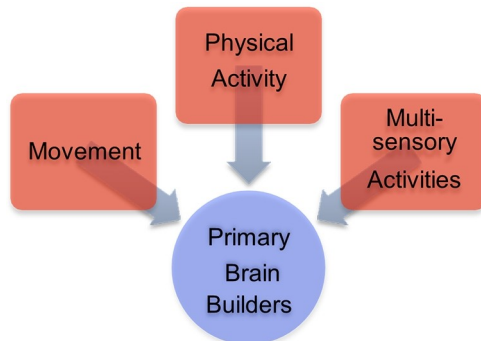 Physical
Activity
Movement
Multi-
sensory
Activities
Primary
Brain
Builders